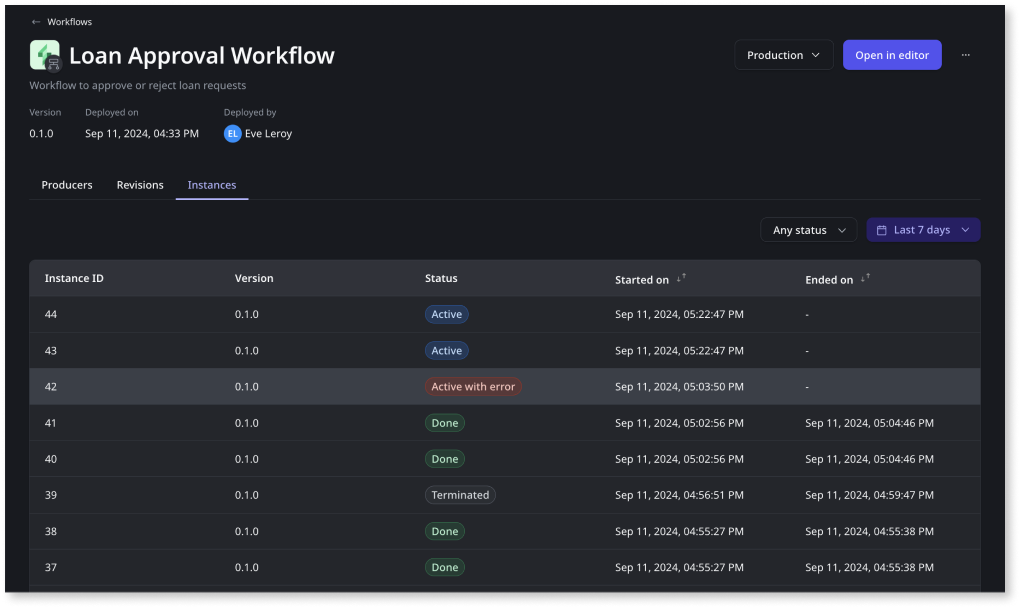 ← Workflows
Loan Approval Workflow
Production
Open in editor
...
Workflow to approve or reject loan requests
Version Deployed on Deployed by
0.1.0 Sep 11, 2024, 04:33 PM EL Eve Leroy
Producers Revisions Instances
Any status Last 7 days
Instance ID Version Status Started on Ended on
44 0.1.0 Active Sep 11, 2024, 05:22:47 PM -
43 0.1.0 Active Sep 11, 2024, 05:22:47 PM -
42 0.1.0 Active with error Sep 11, 2024, 05:03:50 PM -
41 0.1.0 Done Sep 11, 2024, 05:02:56 PM Sep 11, 2024, 05:04:46 PM
40 0.1.0 Done Sep 11, 2024, 05:02:56 PM Sep 11, 2024, 05:04:46 PM
39 0.1.0 Terminated Sep 11, 2024, 04:56:51 PM Sep 11, 2024, 04:59:47 PM
38 0.1.0 Done Sep 11, 2024, 04:55:27 PM Sep 11, 2024, 04:55:38 PM
37 0.1.0 Done Sep 11, 2024, 04:55:27 PM Sep 11, 2024, 04:55:38 PM